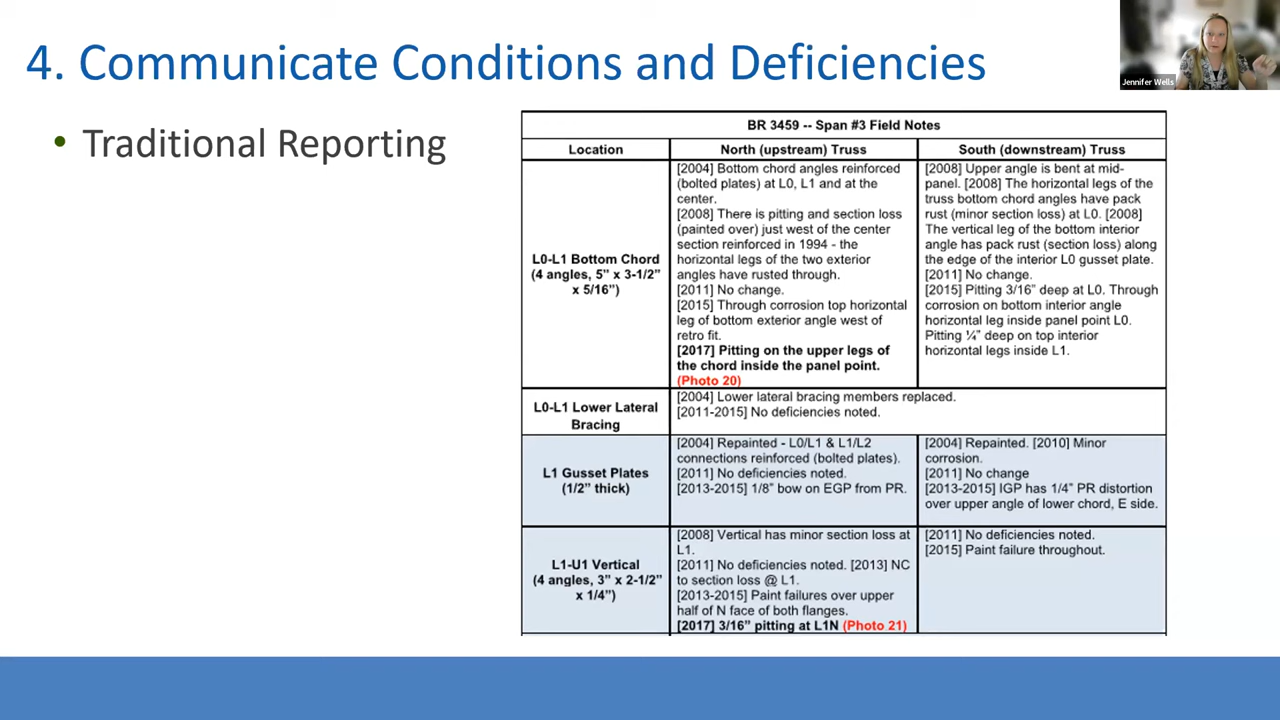 4. Communicate Conditions and Deficiencies
Jennifer Wells
• Traditional Reporting
BR 3459 -- Span #3 Field Notes
Location
North (upstream) Truss
South (downstream) Truss
L0-L1 Bottom Chord
(4 angles, 5” x 3-1/2”
x 5/16”)
[2004] Bottom chord angles reinforced
(bolted plates) at L0, L1 and at the
center.
[2008] There is pitting and section loss
(painted over) just west of the center
section reinforced in 1994 - the
horizontal legs of the two exterior
angles have rusted through.
[2011] No change.
[2015] Through corrosion top horizontal
leg of bottom exterior angle west of
retro fit.
[2017] Pitting on the upper legs of
the chord inside the panel point.
(Photo 20)
[2008] Upper angle is bent at mid-
panel. [2008] The horizontal legs of the
truss bottom chord angles have pack
rust (minor section loss) at L0. [2008]
The vertical leg of the bottom interior
angle has pack rust (section loss) along
the edge of the interior L0 gusset plate.
[2011] No change.
[2015] Pitting 3/16” deep at L0. Through
corrosion on bottom interior angle
horizontal leg inside panel point L0.
Pitting ¼” deep on top interior
horizontal legs inside L1.
L0-L1 Lower Lateral
Bracing
[2004] Lower lateral bracing members replaced.
[2011-2015] No deficiencies noted.
L1 Gusset Plates
(1/2” thick)
[2004] Repainted - L0/L1 & L1/L2
connections reinforced (bolted plates).
[2011] No deficiencies noted.
[2013-2015] 1/8” bow on EGP from PR.
[2004] Repainted. [2010] Minor
corrosion.
[2011] No change
[2013-2015] IGP has 1/4” PR distortion
over upper angle of lower chord, E side.
L1-U1 Vertical
(4 angles, 3” x 2-1/2”
x 1/4”)
[2008] Vertical has minor section loss at
L1.
[2011] No deficiencies noted. [2013] NC
to section loss @ L1.
[2013-2015] Paint failures over upper
half of N face of both flanges.
[2017] 3/16” pitting at L1N (Photo 21)
[2011] No deficiencies noted.
[2015] Paint failure throughout.